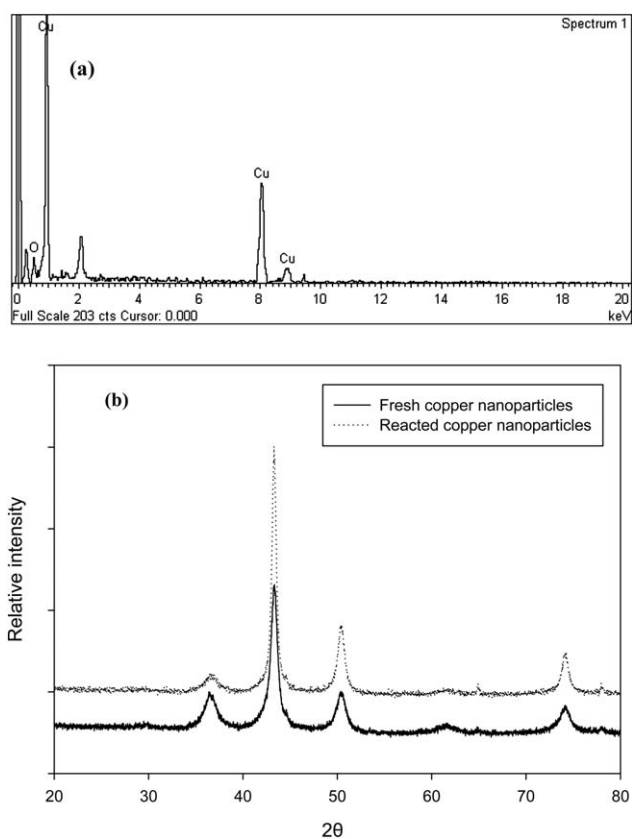 Spectrum 1
Cu
(a)
O
Cu
Cu
0 2 4 6 8 10 12 14 16 18 20
Full Scale 203 cts Cursor: 0.000 keV
(b)
Fresh copper nanoparticles
Reacted copper nanoparticles
Relative intensity
20 30 40 50 60 70 80
2θ